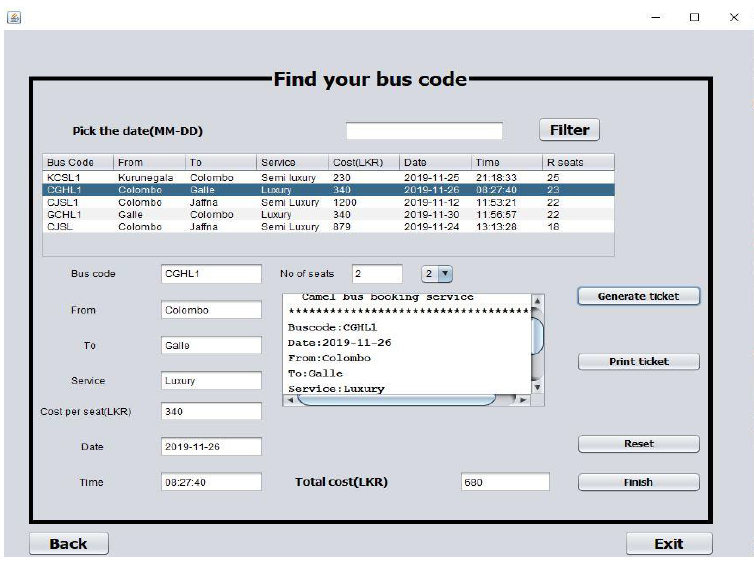 Find your bus code
Pick the date(MM-DD) Filter
Bus Code From To Service Cost(LKR) Date Time R seats
KCSL1 Kurunegala Colombo Semi luxury 230 2019-11-25 21:18:33 25
CGHL1 Colombo Galle Luxury 340 2019-11-26 08:27:40 23
CJSL1 Colombo Jaffna Semi Luxury 1200 2019-11-12 11:53:21 22
GCHL1 Galle Colombo Luxury 340 2019-11-30 11:56:57 22
CJSL Colombo Jaffna Semi Luxury 879 2019-11-24 13:13:28 18
Bus code CGHL1 No of seats 2 2
Camel bus booking service
***********************************
Buscode:CGHL1
Date:2019-11-26
From:Colombo
To:Galle
Service:Luxury
Generate ticket
From Colombo
To Galle
Print ticket
Service Luxury
Cost per seat(LKR) 340
Date 2019-11-26
Reset
Time 08:27:40 Total cost(LKR) 680 Finish
Back Exit